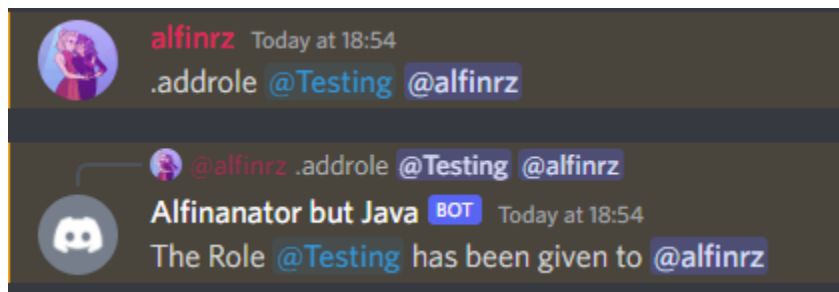 alfinrz Today at 18:54
.addrole @Testing @alfinrz
@alfinrz .addrole @Testing @alfinrz
Alfinanator but Java BOT Today at 18:54
The Role @Testing has been given to @alfinrz